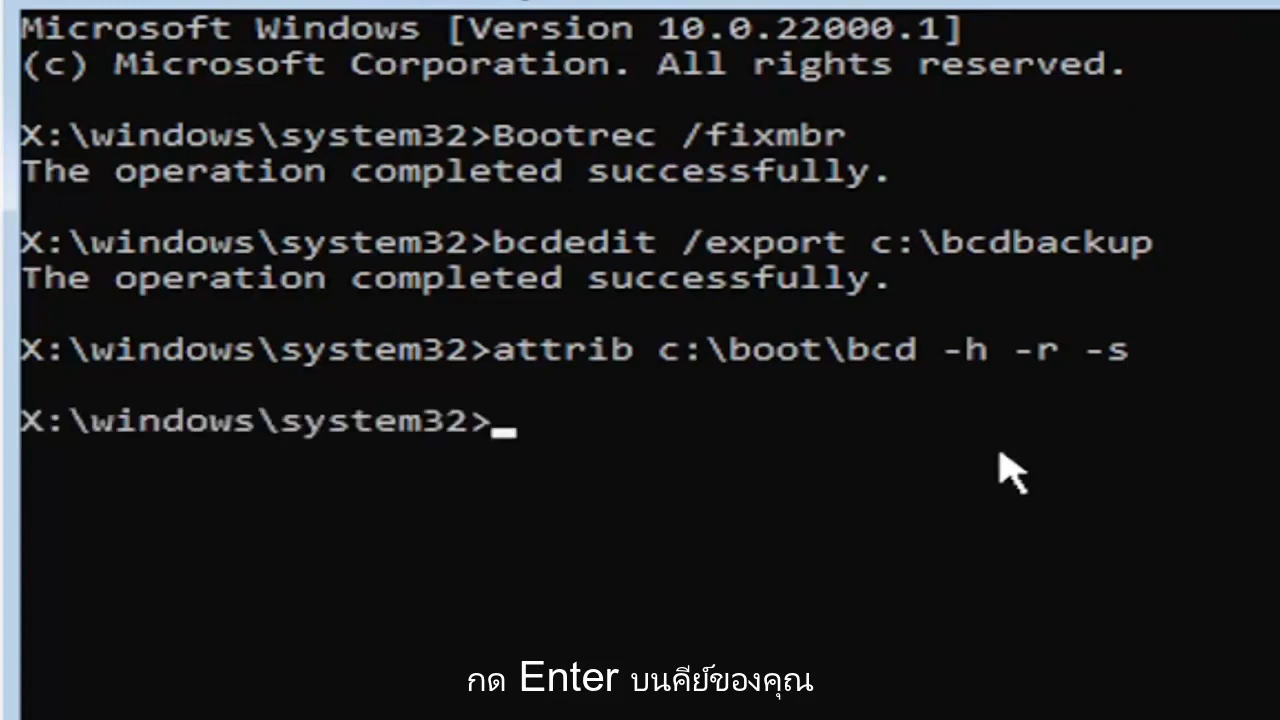 Microsoft Windows [Version 10.0.22000.1]
(c) Microsoft Corporation. All rights reserved.
X:\windows\system32>Bootrec /fixmbr
The operation completed successfully.
X:\windows\system32>bcdedit /export c:\bcdbackup
The operation completed successfully.
X:\windows\system32>attrib c:\boot\bcd -h -r -s
X:\windows\system32>
กด Enter บนคีย์ของคุณ